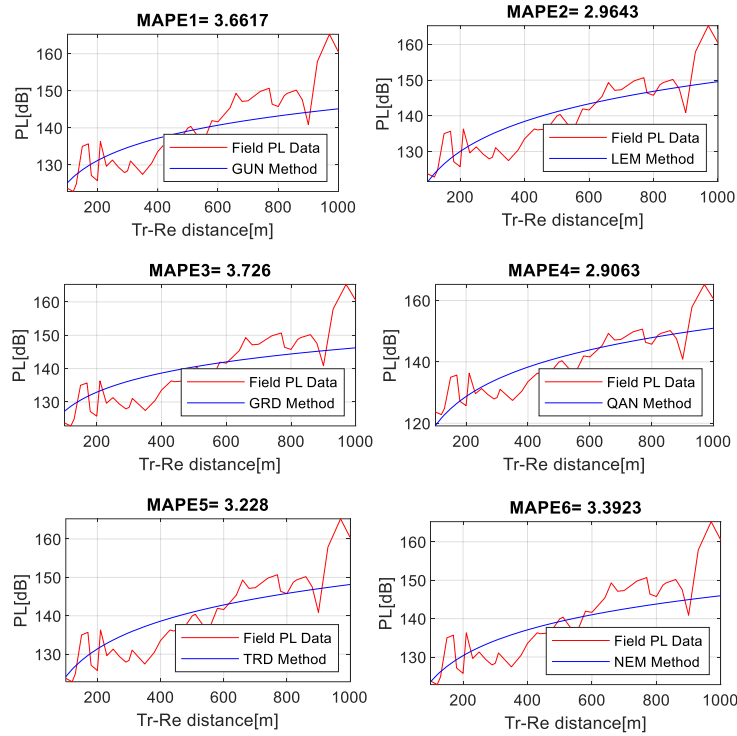 MAPE1= 3.6617
160
150
140
130
PL[dB]
Field PL Data
GUN Method
200 400 600 800 1000
Tr-Re distance[m]
MAPE2= 2.9643
160
150
140
130
PL[dB]
Field PL Data
LEM Method
200 400 600 800 1000
Tr-Re distance[m]
MAPE3= 3.726
160
150
140
130
PL[dB]
Field PL Data
GRD Method
200 400 600 800 1000
Tr-Re distance[m]
MAPE4= 2.9063
160
140
120
PL[dB]
Field PL Data
QAN Method
200 400 600 800 1000
Tr-Re distance[m]
MAPE5= 3.228
160
150
140
130
PL[dB]
Field PL Data
TRD Method
200 400 600 800 1000
Tr-Re distance[m]
MAPE6= 3.3923
160
150
140
130
PL[dB]
Field PL Data
NEM Method
200 400 600 800 1000
Tr-Re distance[m]